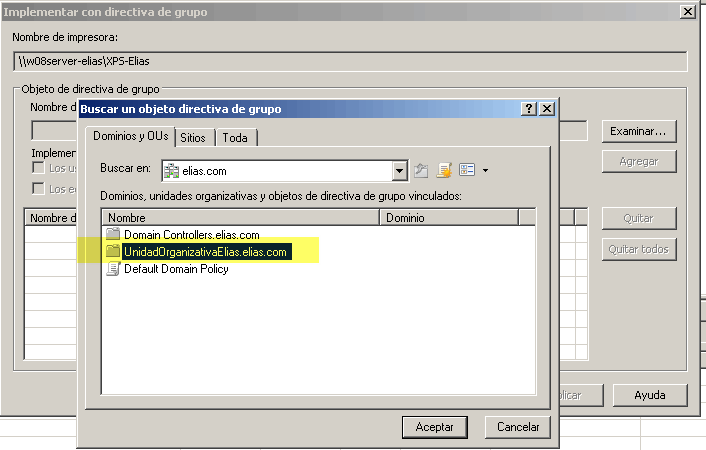 Implementar con directiva de grupo
Nombre de impresora:
\\w08server-elias\XPS-Elias
Objeto de directiva de grupo
Nombre d
Examinar...
Implemen
Agregar
Los us
Los eq
Nombre d
Quitar
Quitar todos
plicar
Ayuda
Buscar un objeto directiva de grupo
Dominios y OUs
Sitios
Toda
Buscar en:
elias.com
Dominios, unidades organizativas y objetos de directiva de grupo vinculados:
Nombre
Dominio
Domain Controllers.elias.com
UnidadOrganizativaElias.elias.com
Default Domain Policy
Aceptar
Cancelar